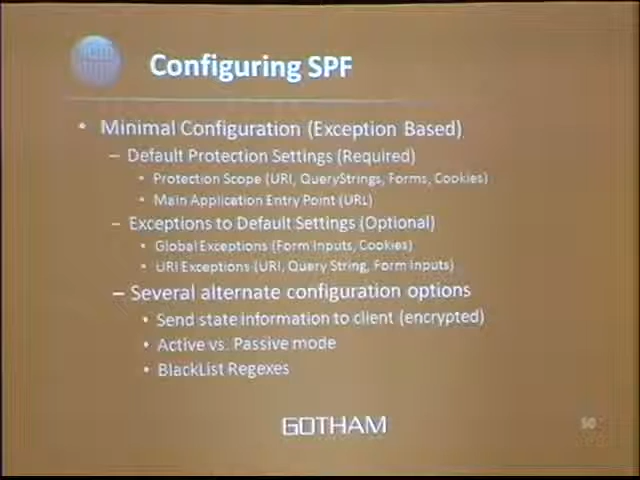 Configuring SPF
• Minimal Configuration (Exception Based)
– Default Protection Settings (Required)
• Protection Scope (URI, QueryStrings, Forms, Cookies)
• Main Application Entry Point (URL)
– Exceptions to Default Settings (Optional)
• Global Exceptions (Form Inputs, Cookies)
• URI Exceptions (URI, Query String, Form Inputs)
– Several alternate configuration options
• Send state information to client (encrypted)
• Active vs. Passive mode
• BlackList Regexes
GOTHAM